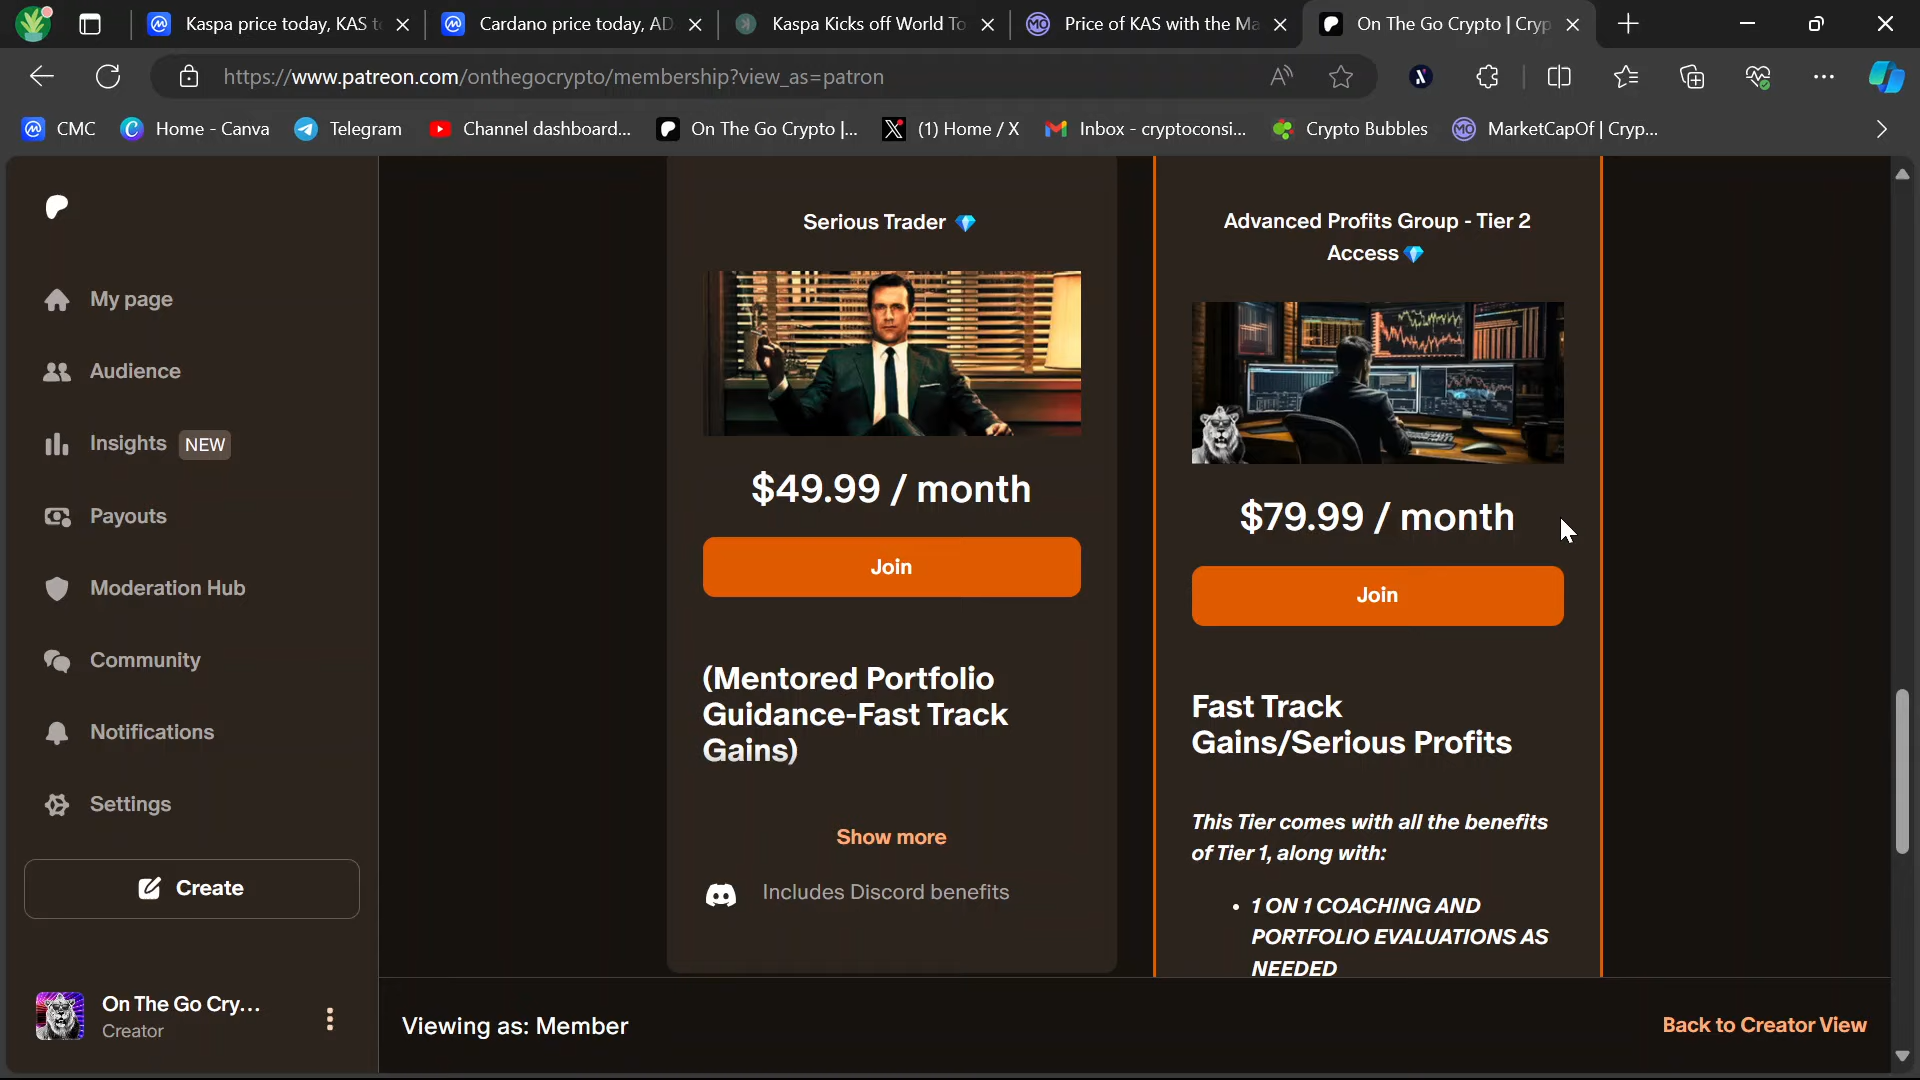 Kaspa price today, KAS t
Cardano price today, AD
Kaspa Kicks off World To
Price of KAS with the Ma
On The Go Crypto | Cryp
https://www.patreon.com/onthegocrypto/membership?view_as=patron
CMC
Home - Canva
Telegram
Channel dashboard...
On The Go Crypto |...
(1) Home / X
Inbox - cryptoconsi...
Crypto Bubbles
MarketCapOf | Cryp...
My page
Audience
Insights NEW
Payouts
Moderation Hub
Community
Notifications
Settings
Create
On The Go Cry...
Creator
Serious Trader
$49.99 / month
Join
(Mentored Portfolio
Guidance-Fast Track
Gains)
Show more
Includes Discord benefits
Advanced Profits Group - Tier 2
Access
$79.99 / month
Join
Fast Track
Gains/Serious Profits
This Tier comes with all the benefits
of Tier 1, along with:
• 1 ON 1 COACHING AND
PORTFOLIO EVALUATIONS AS
NEEDED
Viewing as: Member
Back to Creator View